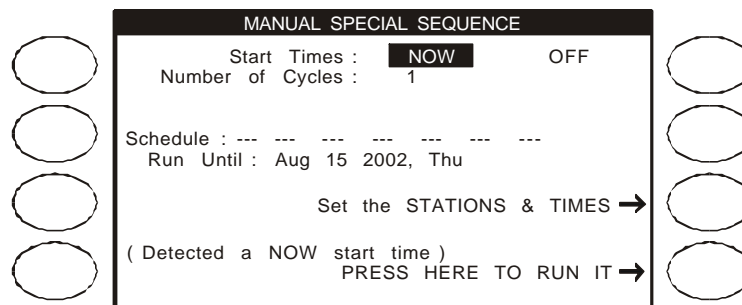 MANUAL SPECIAL SEQUENCE
Start Times : NOW OFF
Number of Cycles : 1
Schedule : --- --- --- --- --- --- ---
Run Until : Aug 15 2002, Thu
Set the STATIONS & TIMES →
( Detected a NOW start time )
PRESS HERE TO RUN IT →